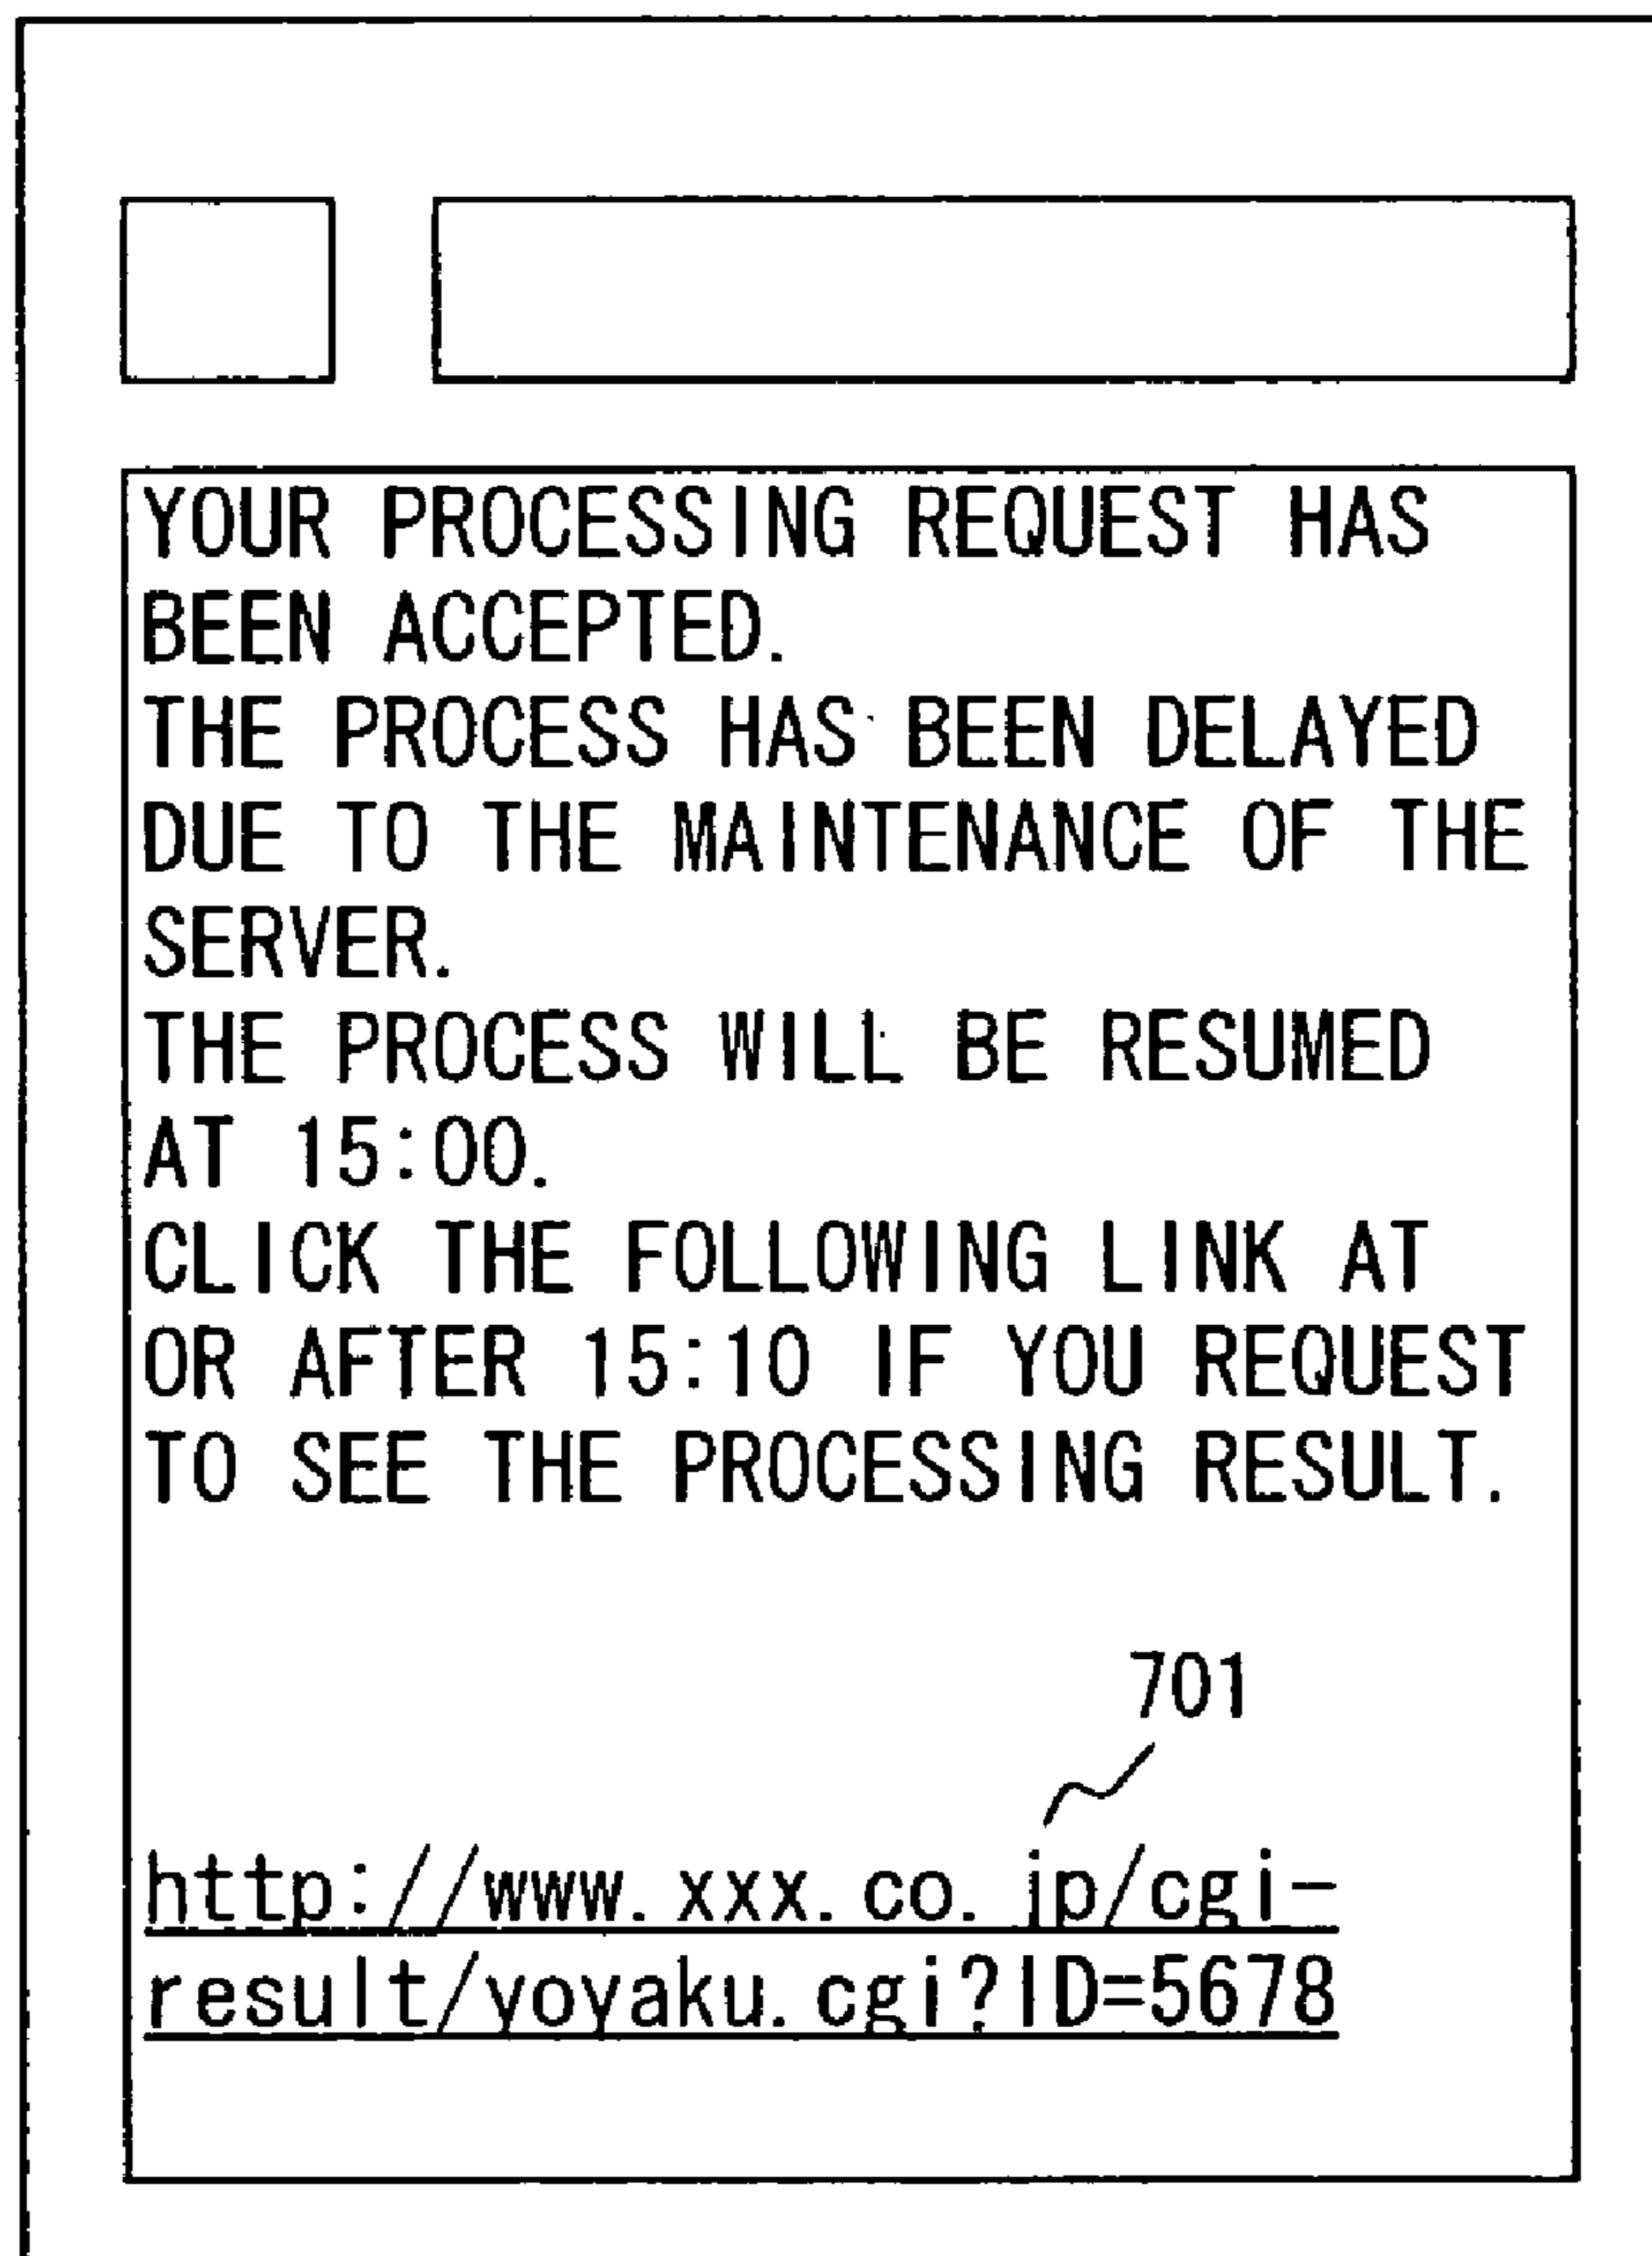 YOUR PROCESSING REQUEST HAS
BEEN ACCEPTED.
THE PROCESS HAS BEEN DELAYED
DUE TO THE MAINTENANCE OF THE
SERVER.
THE PROCESS WILL BE RESUMED
AT 15:00.
CLICK THE FOLLOWING LINK AT
OR AFTER 15:10 IF YOU REQUEST
TO SEE THE PROCESSING RESULT.
701
http://www.xxx.co.jp/cgi-
result/yoyaku.cgi?ID=5678